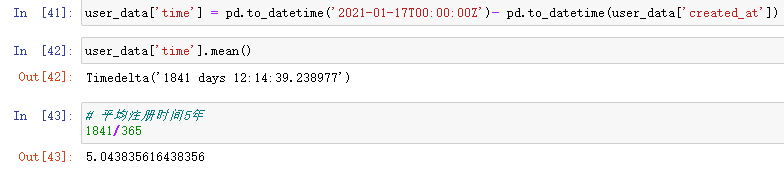 In [41]: user_data['time'] = pd.to_datetime('2021-01-17T00:00:00Z')- pd.to_datetime(user_data['created_at'])
In [42]: user_data['time'].mean()
Out[42]: Timedelta('1841 days 12:14:39.238977')
In [43]: # 平均注册时间5年
1841/365
Out[43]: 5.043835616438356